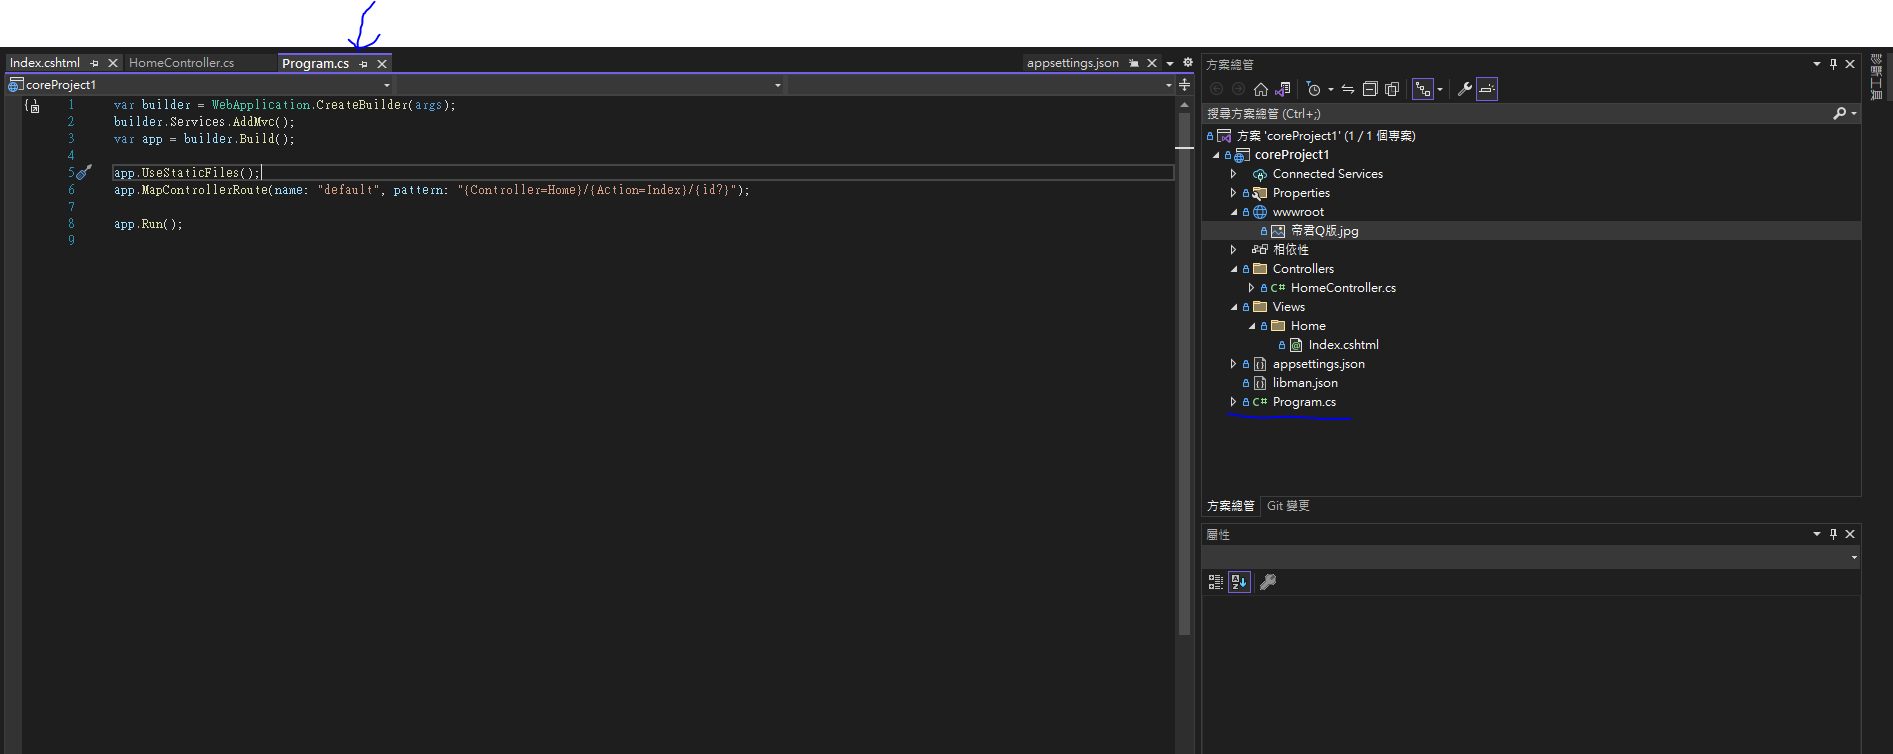 Index.cshtml
HomeController.cs
Program.cs
appsettings.json
coreProject1
1 var builder = WebApplication.CreateBuilder(args);
2 builder.Services.AddMvc();
3 var app = builder.Build();
4
5 app.UseStaticFiles();
6 app.MapControllerRoute(name: "default", pattern: "{Controller=Home}/{Action=Index}/{id?}");
7
8 app.Run();
9
方案總管
搜尋方案總管 (Ctrl+;)
方案 'coreProject1' (1 / 1 個專案)
coreProject1
Connected Services
Properties
wwwroot
帝君Q版.jpg
相依性
Controllers
C# HomeController.cs
Views
Home
Index.cshtml
appsettings.json
libman.json
C# Program.cs
方案總管 Git 變更
屬性
診斷工具